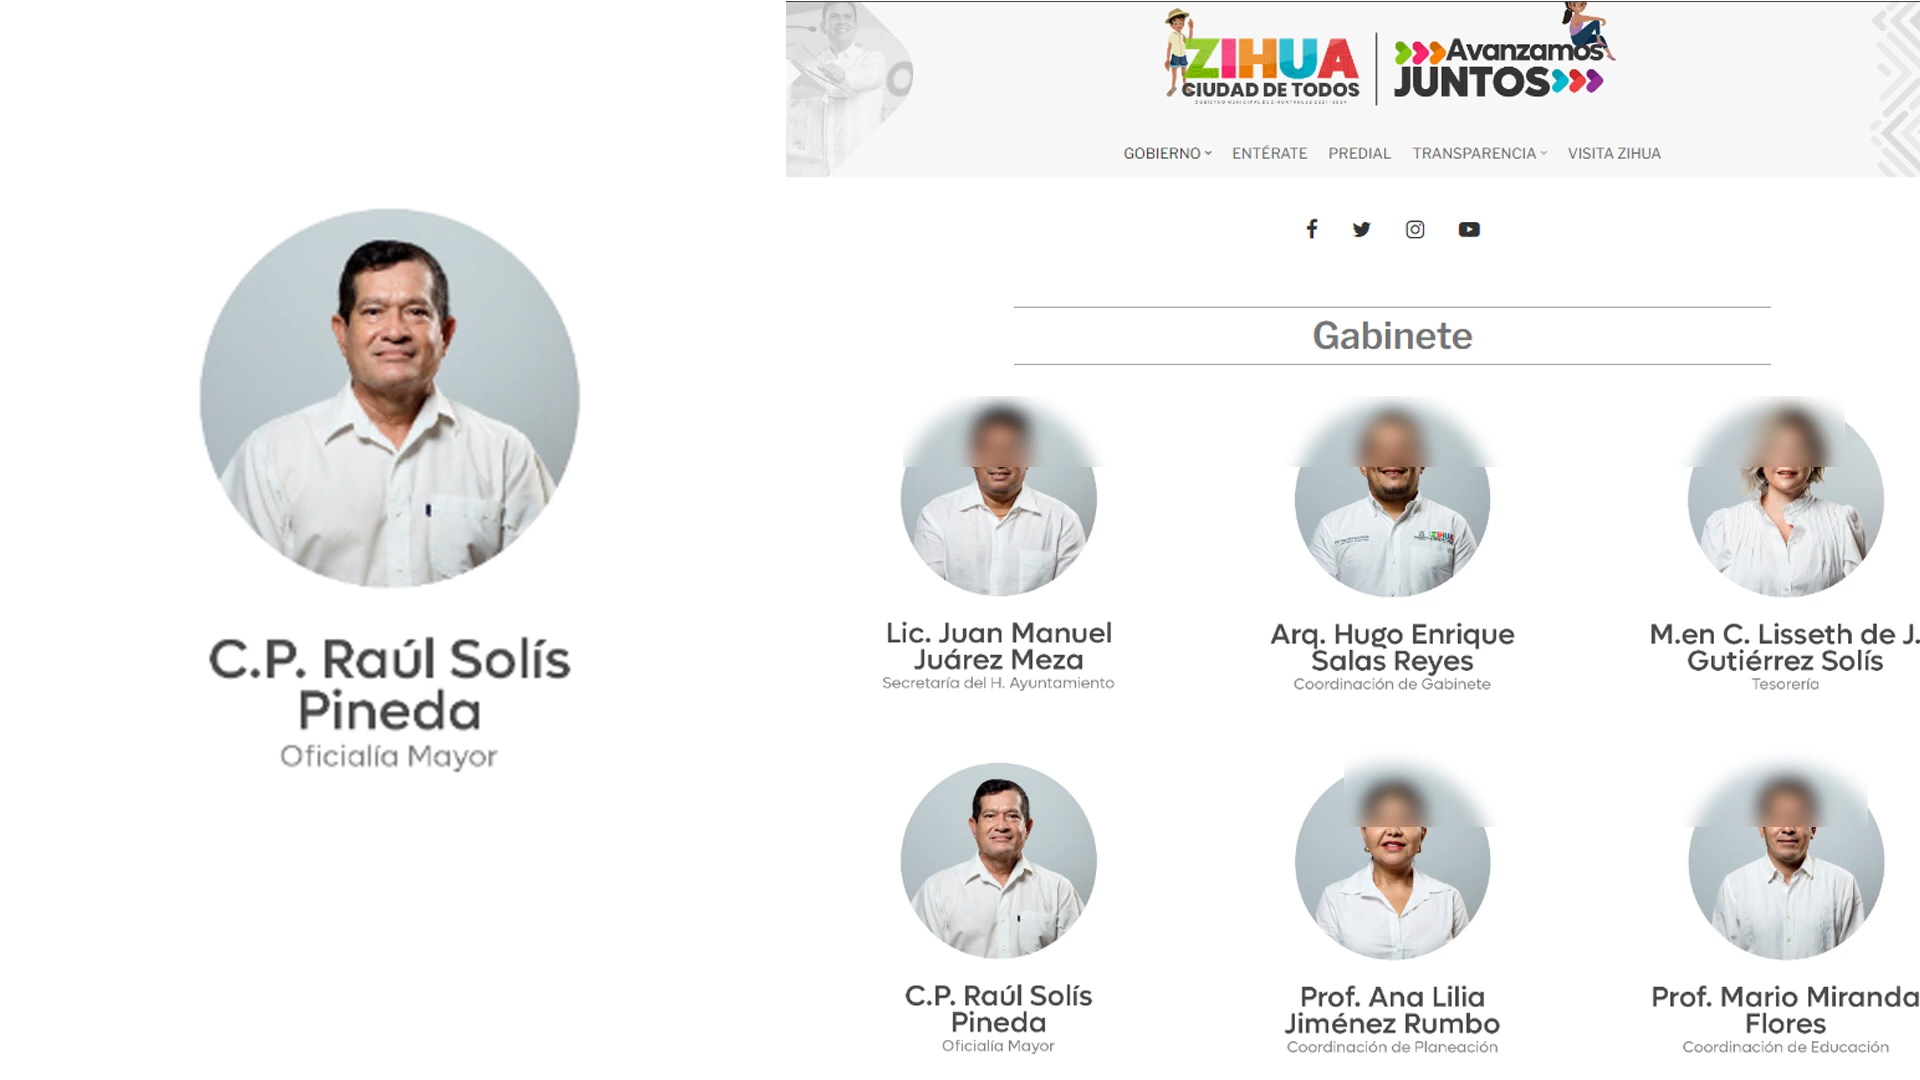 C.P. Raúl Solís
Pineda
Oficialía Mayor
ZIHUA
CIUDAD DE TODOS
Avanzamos
JUNTOS
GOBIERNO
ENTÉRATE
PREDIAL
TRANSPARENCIA
VISITA ZIHUA
Gabinete
Lic. Juan Manuel
Juárez Meza
Secretaría del H. Ayuntamiento
Arq. Hugo Enrique
Salas Reyes
Coordinación de Gabinete
M.en C. Lisseth de J.
Gutiérrez Solís
Tesorería
C.P. Raúl Solís
Pineda
Oficialía Mayor
Prof. Ana Lilia
Jiménez Rumbo
Coordinación de Planeación
Prof. Mario Miranda
Flores
Coordinación de Educación